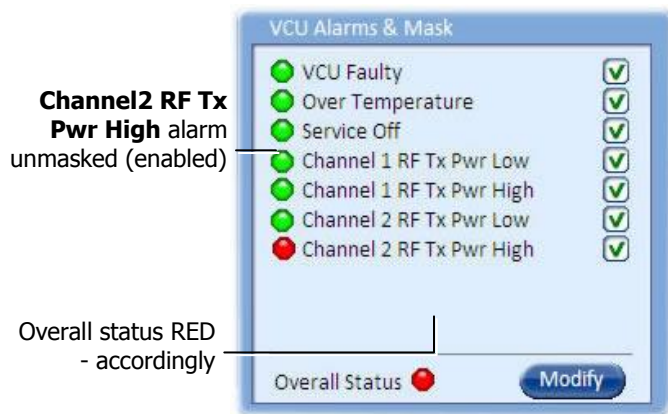 VCU Alarms & Mask
VCU Faulty
Over Temperature
Service Off
Channel 1 RF Tx Pwr Low
Channel 1 RF Tx Pwr High
Channel 2 RF Tx Pwr Low
Channel 2 RF Tx Pwr High
Overall Status
Modify
Channel2 RF Tx
Pwr High alarm
unmasked (enabled)
Overall status RED
- accordingly